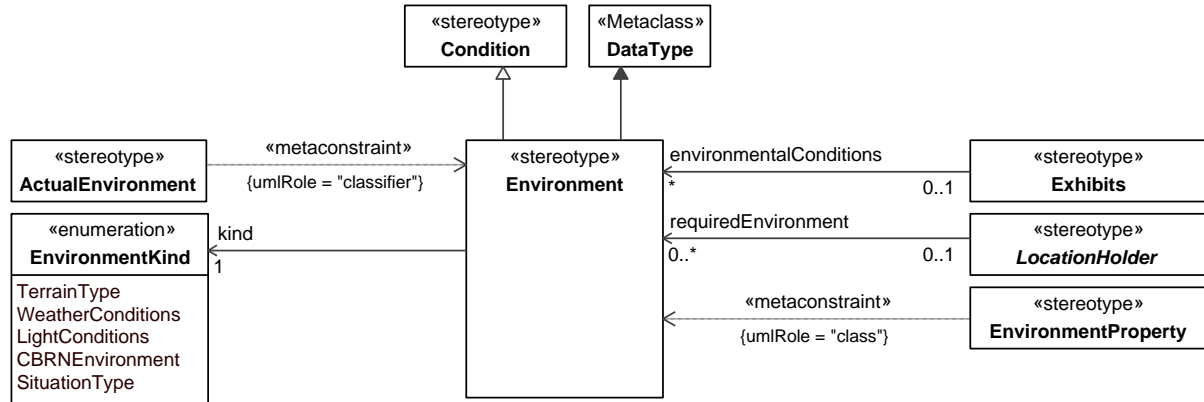 «stereotype»
Condition
«Metaclass»
DataType
«stereotype»
ActualEnvironment
«metaconstraint»
{umlRole = "classifier"}
«stereotype»
Environment
environmentalConditions
*
0..1
«stereotype»
Exhibits
«enumeration»
EnvironmentKind
TerrainType
WeatherConditions
LightConditions
CBRNEnvironment
SituationType
kind
1
requiredEnvironment
0..*
0..1
«stereotype»
LocationHolder
«metaconstraint»
{umlRole = "class"}
«stereotype»
EnvironmentProperty